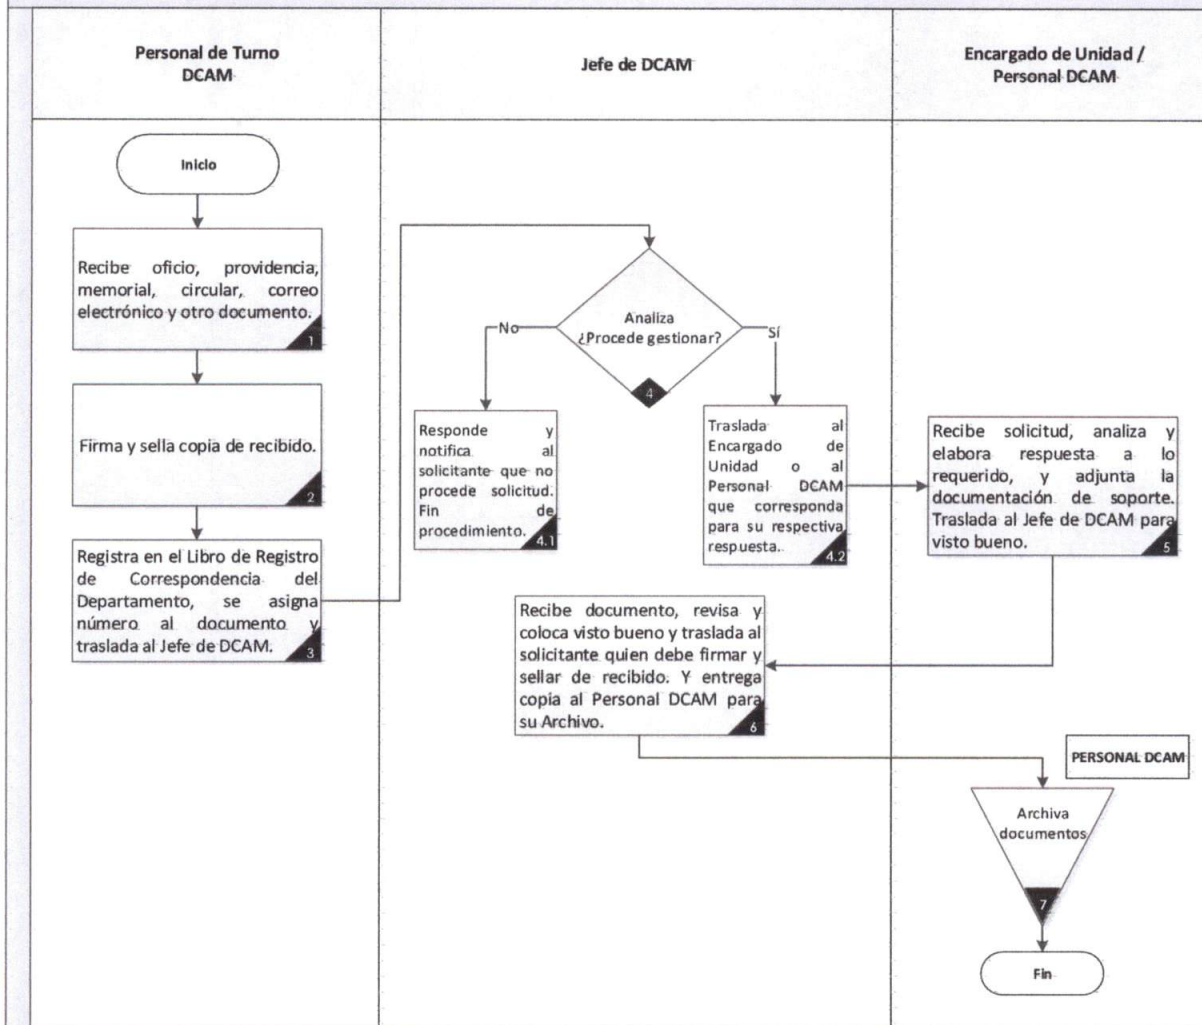 Personal de Turno
DCAM
Jefe de DCAM
Encargado de Unidad /
Personal DCAM
Inicio
Recibe oficio, providencia,
memorial, circular, correo
electrónico y otro documento.
1
Firma y sella copia de recibido.
2
Registra en el Libro de Registro
de Correspondencia del
Departamento, se asigna
número al documento y
traslada al Jefe de DCAM.
3
Analiza
¿Procede gestionar?
4
No
Sí
Responde y
notifica al
solicitante que no
procede solicitud.
Fin de
procedimiento.
4.1
Traslada al
Encargado de
Unidad o al
Personal DCAM
que corresponda
para su respectiva
respuesta.
4.2
Recibe solicitud, analiza y
elabora respuesta a lo
requerido, y adjunta la
documentación de soporte.
Traslada al Jefe de DCAM para
visto bueno.
5
Recibe documento, revisa y
coloca visto bueno y traslada al
solicitante quien debe firmar y
sellar de recibido. Y entrega
copia al Personal DCAM para
su Archivo.
6
PERSONAL DCAM
Archiva
documentos
7
Fin